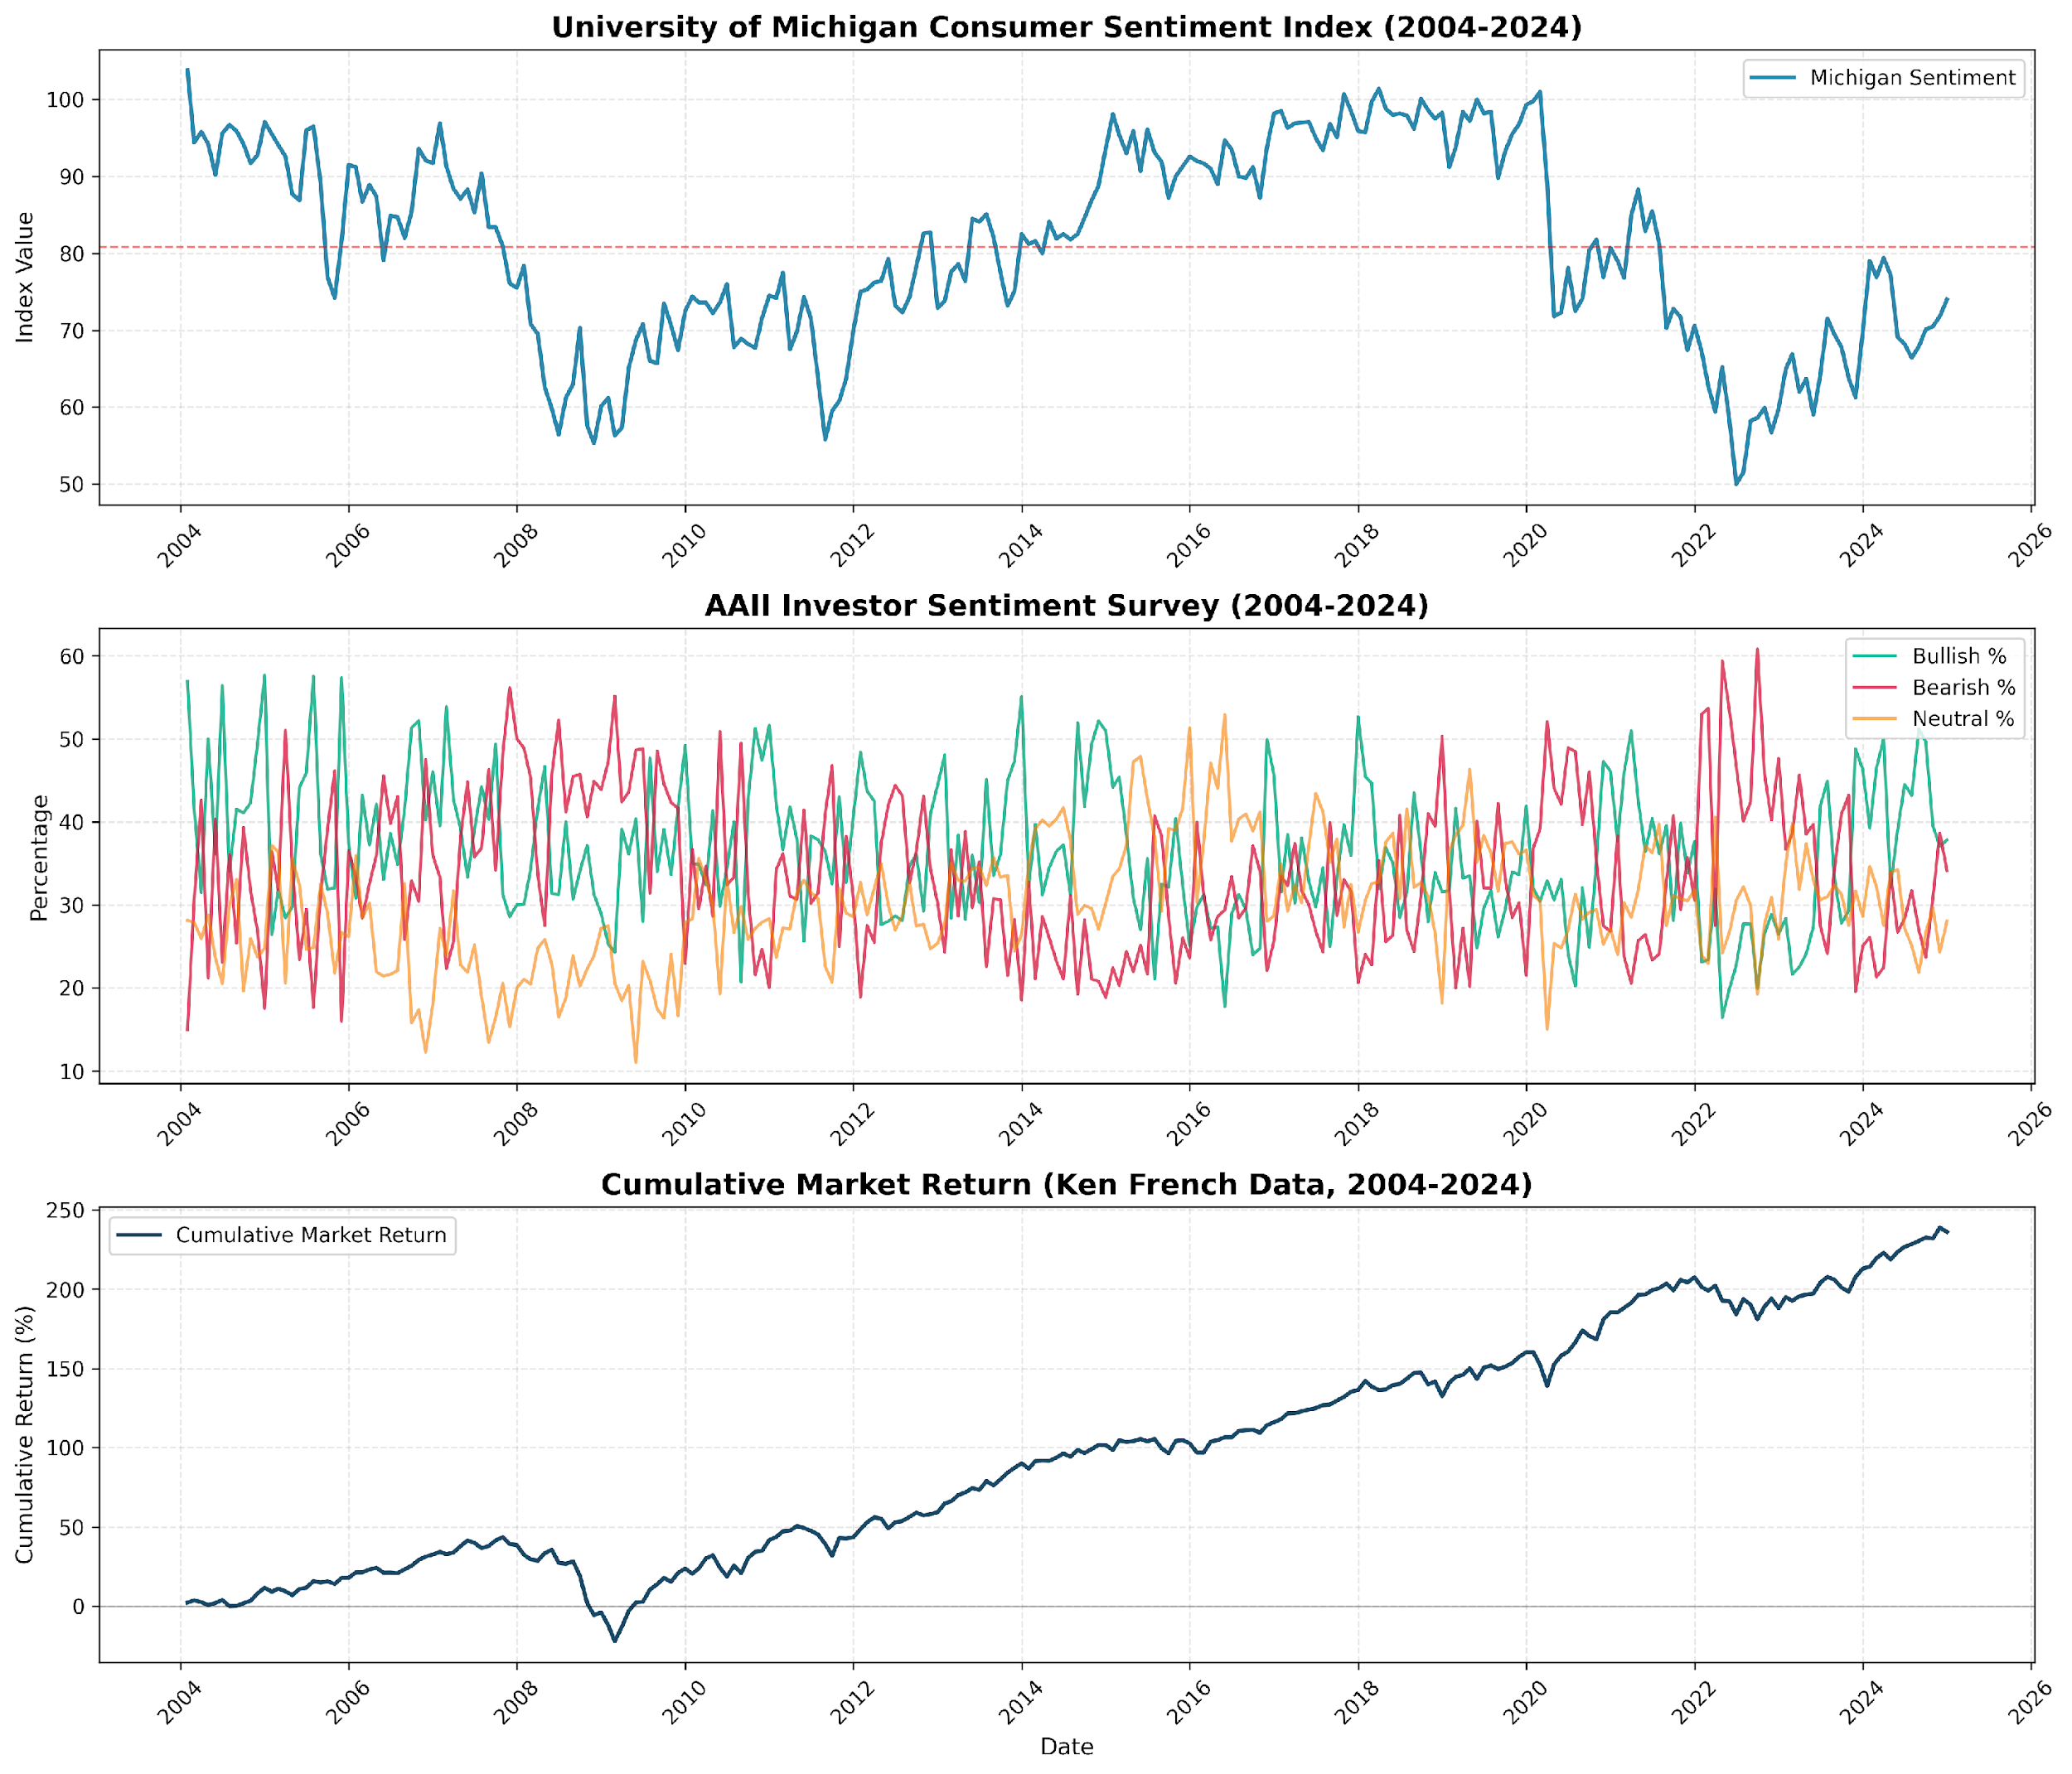 University of Michigan Consumer Sentiment Index (2004-2024)
Michigan Sentiment
Index Value
100
90
80
70
60
50
2004 2006 2008 2010 2012 2014 2016 2018 2020 2022 2024 2026
AAII Investor Sentiment Survey (2004-2024)
Bullish %
Bearish %
Neutral %
Percentage
60
50
40
30
20
10
2004 2006 2008 2010 2012 2014 2016 2018 2020 2022 2024 2026
Cumulative Market Return (Ken French Data, 2004-2024)
Cumulative Market Return
Cumulative Return (%)
250
200
150
100
50
0
2004 2006 2008 2010 2012 2014 2016 2018 2020 2022 2024 2026
Date